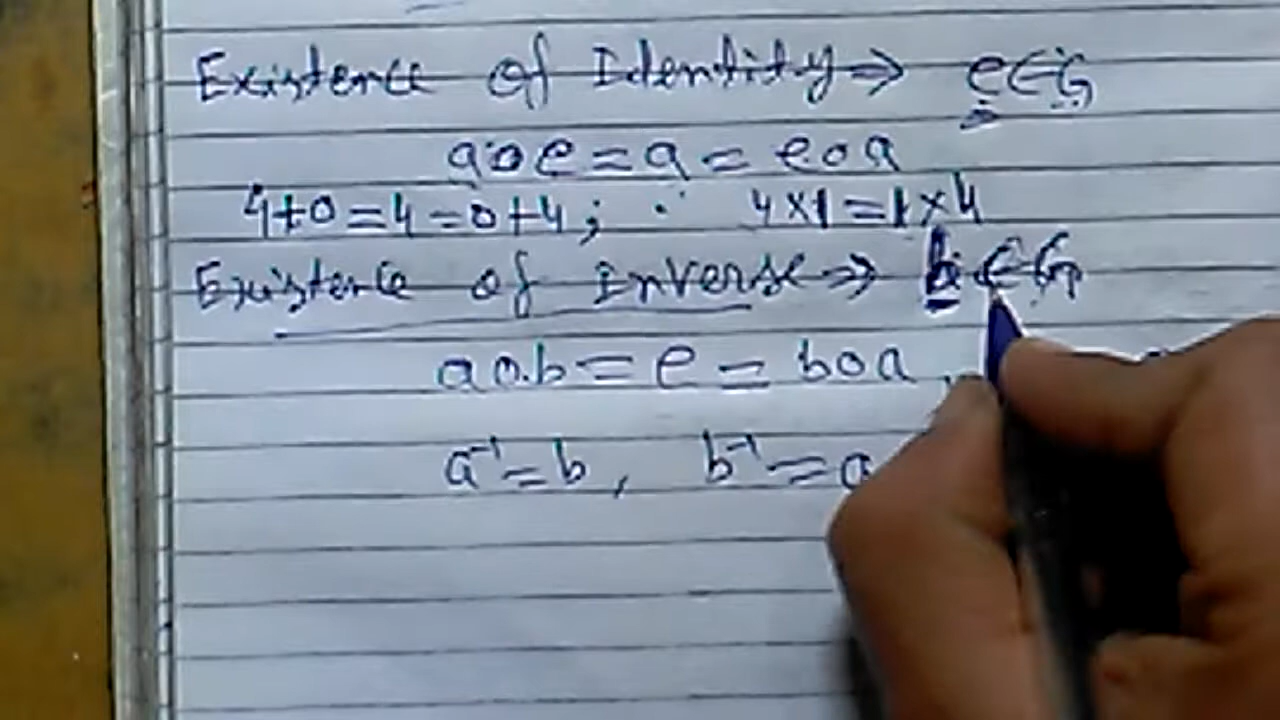 Existence of Identity ⇒ e∈G
aoe = a = eoa
4+0=4=0+4; 4×1=1×4
Existence of Inverse ⇒ b∈G
aob = e = boa,
a⁻¹=b, b⁻¹=a